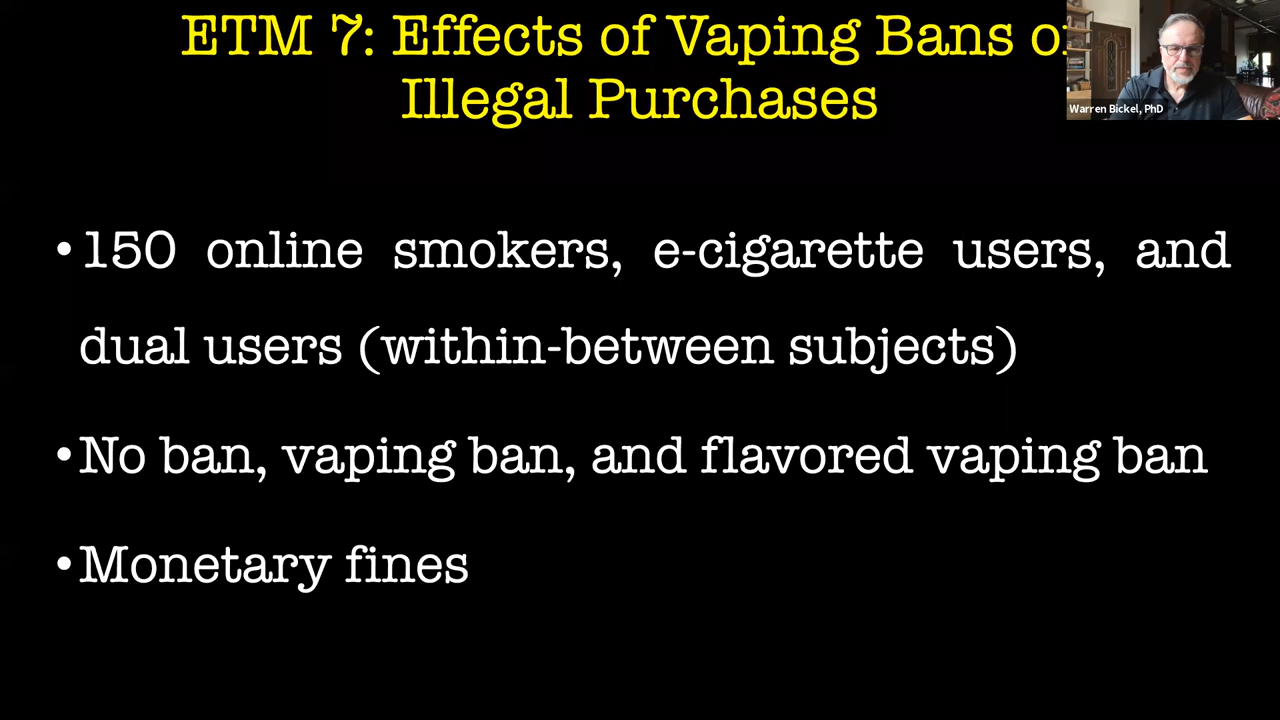 ETM 7: Effects of Vaping Bans
Illegal Purchases
Warren Bickel, PhD
•150 online smokers, e-cigarette users, and
dual users (within-between subjects)
•No ban, vaping ban, and flavored vaping ban
•Monetary fines